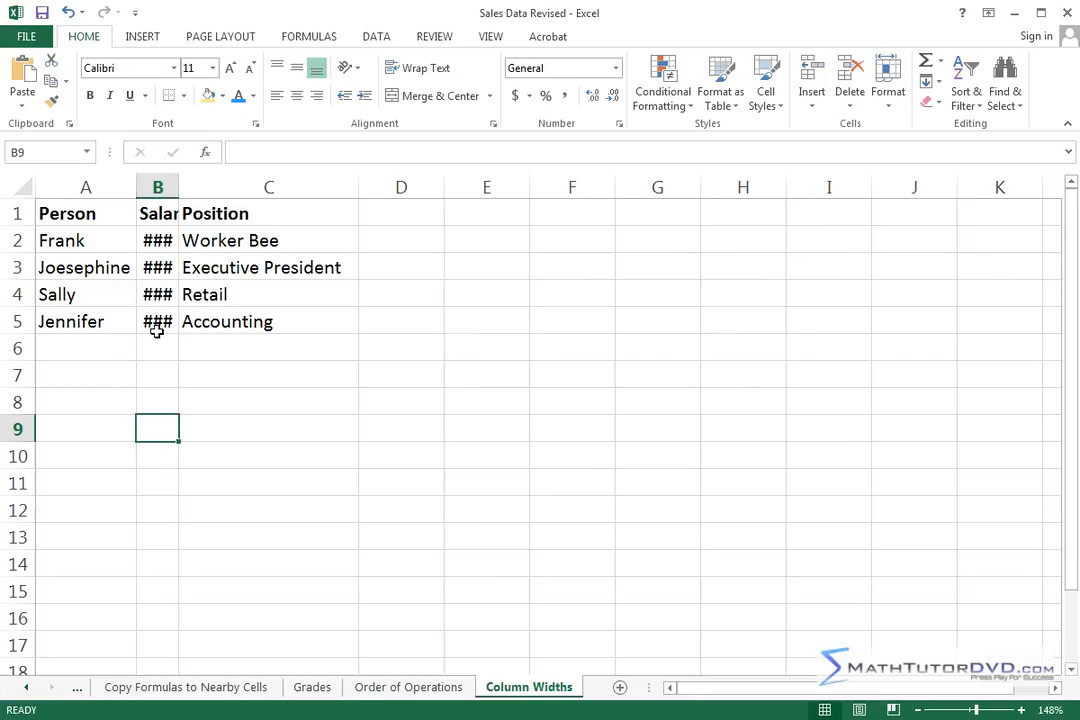 Sales Data Revised - Excel
?
Sign in
FILE HOME INSERT PAGE LAYOUT FORMULAS DATA REVIEW VIEW Acrobat
Paste
Clipboard
Calibri 11
B I U A
Font
Wrap Text
Merge & Center
Alignment
General
$ % ,
Number
Conditional Formatting
Format as Table
Cell Styles
Styles
Insert
Delete
Format
Cells
Sort & Filter
Find & Select
Editing
B9 fx
A B C D E F G H I J K
1 Person Salar Position
2 Frank ### Worker Bee
3 Joesephine ### Executive President
4 Sally ### Retail
5 Jennifer ### Accounting
6
7
8
9
10
11
12
13
14
15
16
17
18
MATHTUTORDVD.COM
Press Play For Success
... Copy Formulas to Nearby Cells Grades Order of Operations Column Widths
READY 148%